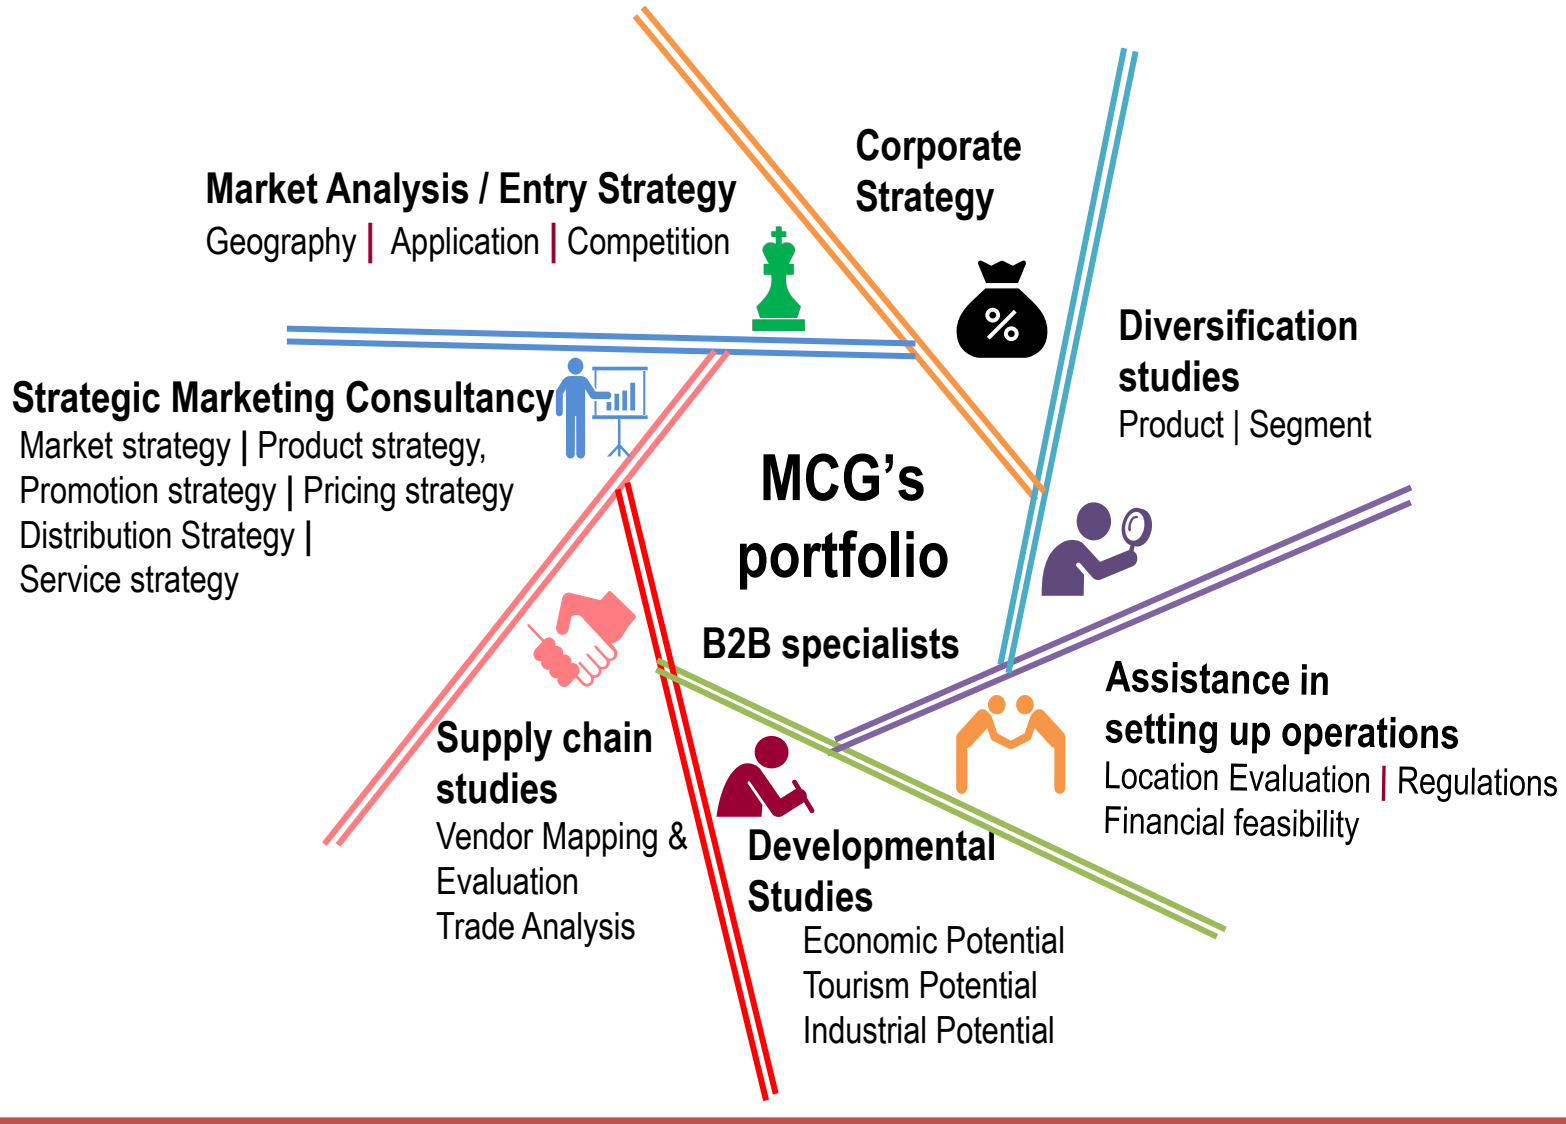 Corporate
Strategy
Market Analysis / Entry Strategy
Geography | Application | Competition
Diversification
studies
Product | Segment
Strategic Marketing Consultancy
Market strategy | Product strategy,
Promotion strategy | Pricing strategy
Distribution Strategy |
Service strategy
MCG's
portfolio
B2B specialists
Assistance in
setting up operations
Location Evaluation | Regulations
Financial feasibility
Supply chain
studies
Vendor Mapping &
Evaluation
Trade Analysis
Developmental
Studies
Economic Potential
Tourism Potential
Industrial Potential
%